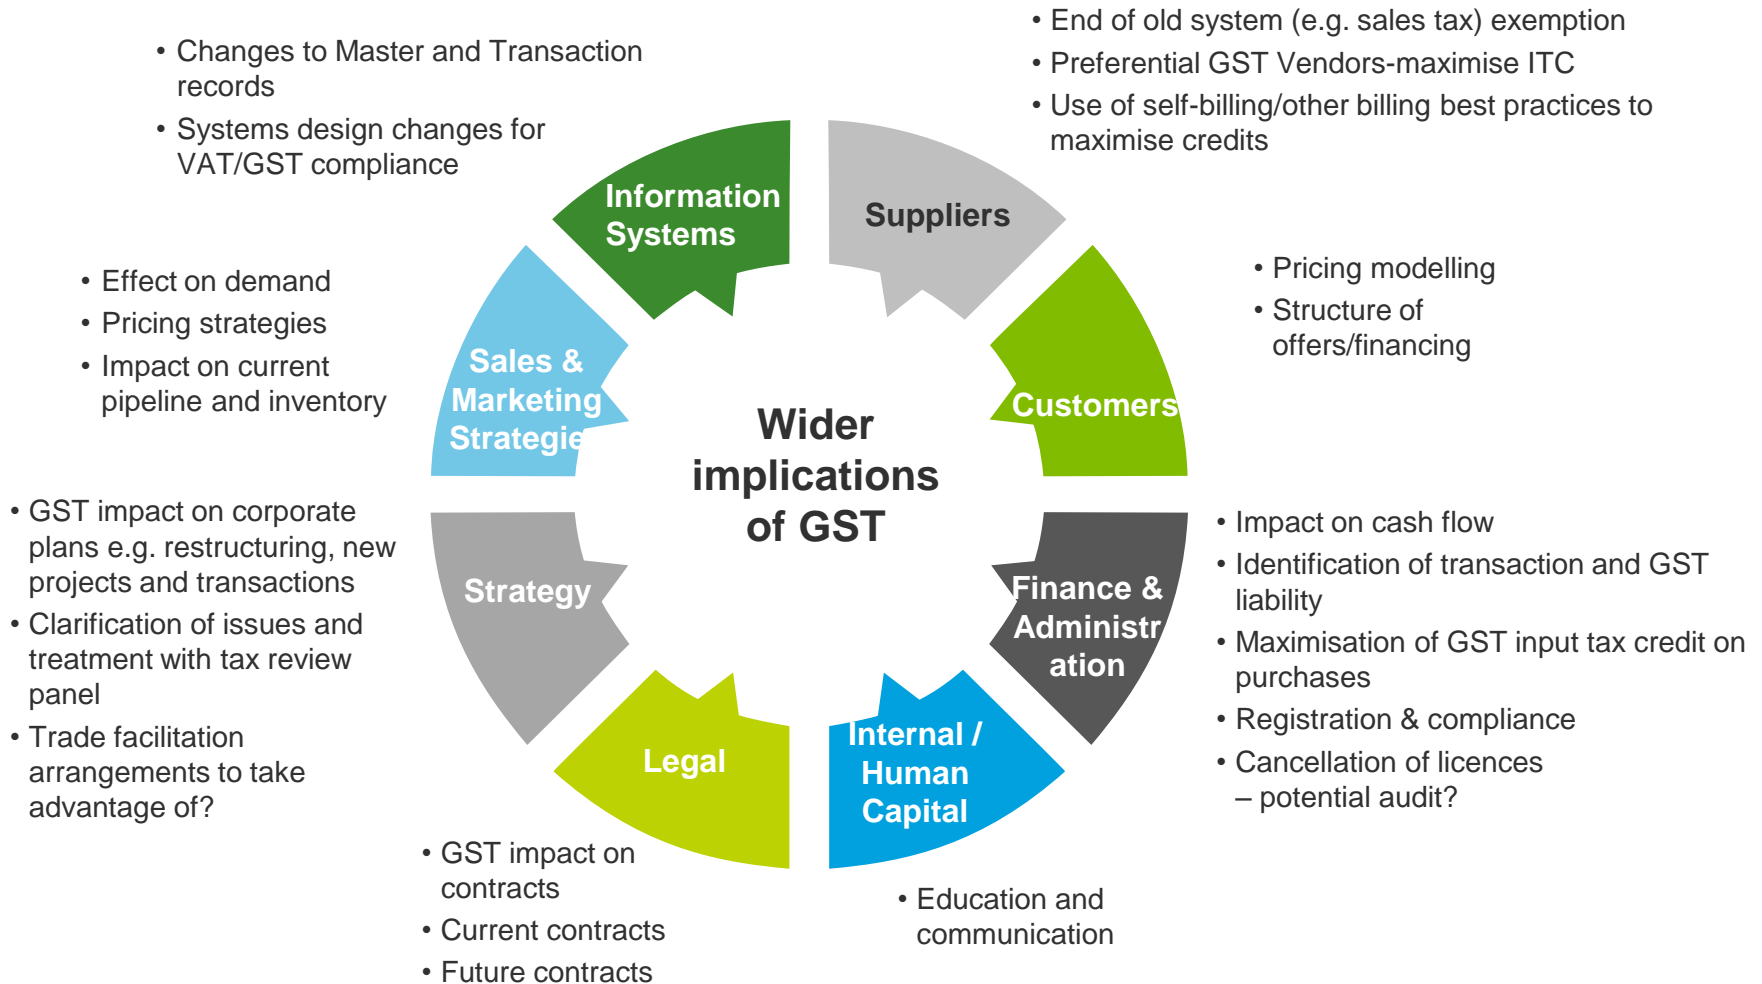 • Changes to Master and Transaction
records
• Systems design changes for
VAT/GST compliance
• End of old system (e.g. sales tax) exemption
• Preferential GST Vendors-maximise ITC
• Use of self-billing/other billing best practices to
maximise credits
Information
Systems
Suppliers
• Effect on demand
• Pricing strategies
• Impact on current
pipeline and inventory
Sales &
Marketing
Strategie
• Pricing modelling
• Structure of
offers/financing
Customers
Wider
implications
of GST
• GST impact on corporate
plans e.g. restructuring, new
projects and transactions
• Clarification of issues and
treatment with tax review
panel
• Trade facilitation
arrangements to take
advantage of?
Strategy
Finance &
Administr
ation
• Impact on cash flow
• Identification of transaction and GST
liability
• Maximisation of GST input tax credit on
purchases
• Registration & compliance
• Cancellation of licences
– potential audit?
Legal
Internal /
Human
Capital
• GST impact on
contracts
• Current contracts
• Future contracts
• Education and
communication